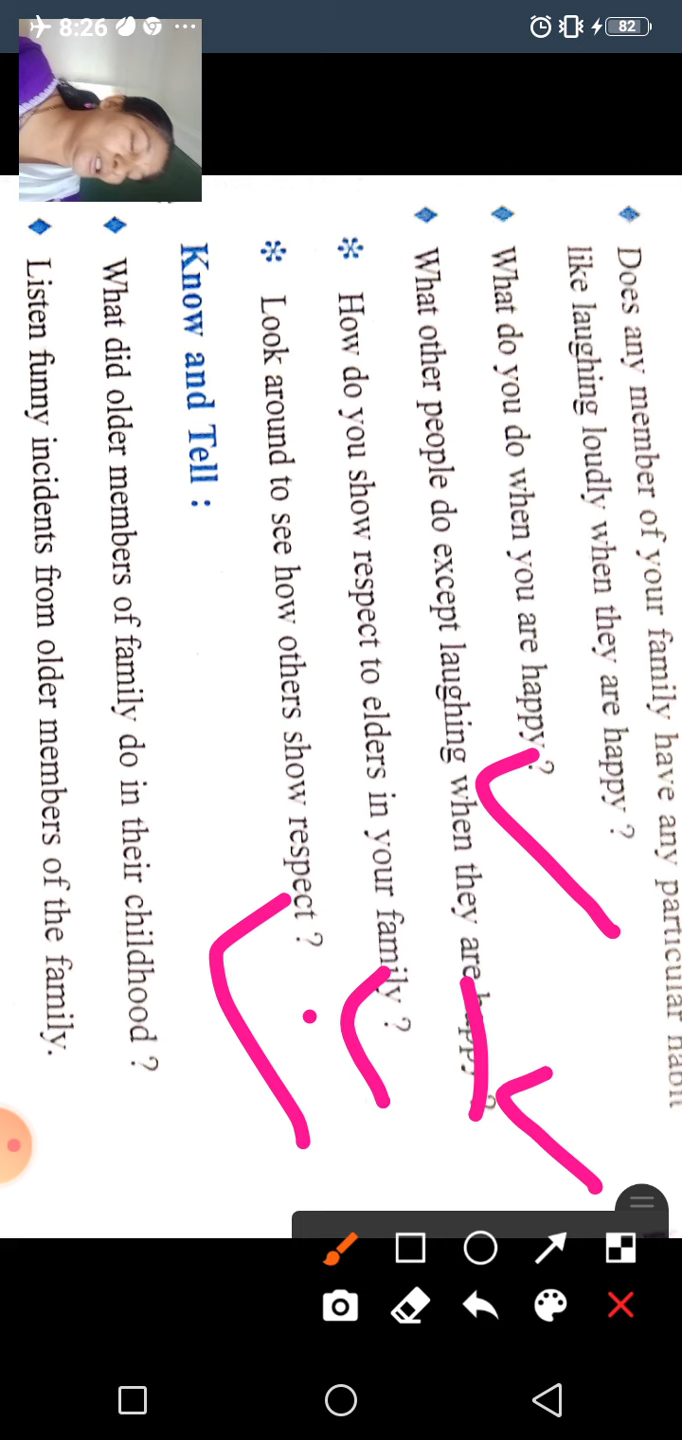 8:26
82
Does any member of your family have any particular habit
like laughing loudly when they are happy ?
What do you do when you are happy ?
What other people do except laughing when they are happy ?
How do you show respect to elders in your family ?
Look around to see how others show respect ?
Know and Tell :
What did older members of family do in their childhood ?
Listen funny incidents from older members of the family.